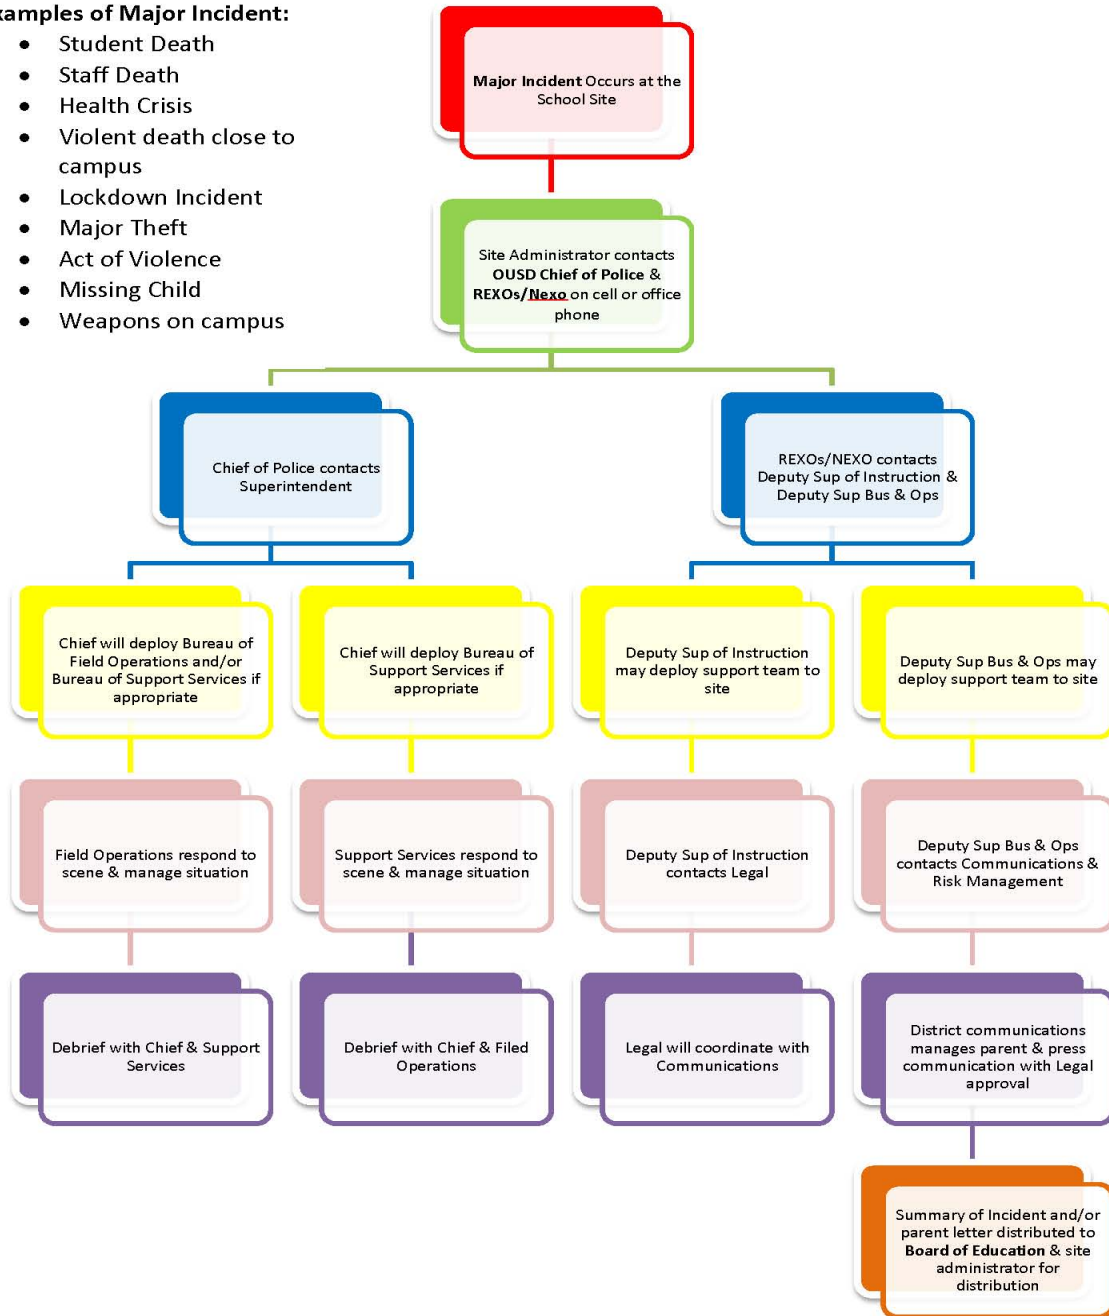 xamples of Major Incident:
• Student Death
• Staff Death
• Health Crisis
• Violent death close to
campus
• Lockdown Incident
• Major Theft
• Act of Violence
• Missing Child
• Weapons on campus
Major Incident Occurs at the
School Site
Site Administrator contacts
OUSD Chief of Police &
REXOs/Nexo on cell or office
phone
Chief of Police contacts
Superintendent
REXOs/NEXO contacts
Deputy Sup of Instruction &
Deputy Sup Bus & Ops
Chief will deploy Bureau of
Field Operations and/or
Bureau of Support Services if
appropriate
Chief will deploy Bureau of
Support Services if
appropriate
Deputy Sup of Instruction
may deploy support team to
site
Deputy Sup Bus & Ops may
deploy support team to site
Field Operations respond to
scene & manage situation
Support Services respond to
scene & manage situation
Deputy Sup of Instruction
contacts Legal
Deputy Sup Bus & Ops
contacts Communications &
Risk Management
Debrief with Chief & Support
Services
Debrief with Chief & Filed
Operations
Legal will coordinate with
Communications
District communications
manages parent & press
communication with Legal
approval
Summary of Incident and/or
parent letter distributed to
Board of Education & site
administrator for
distribution